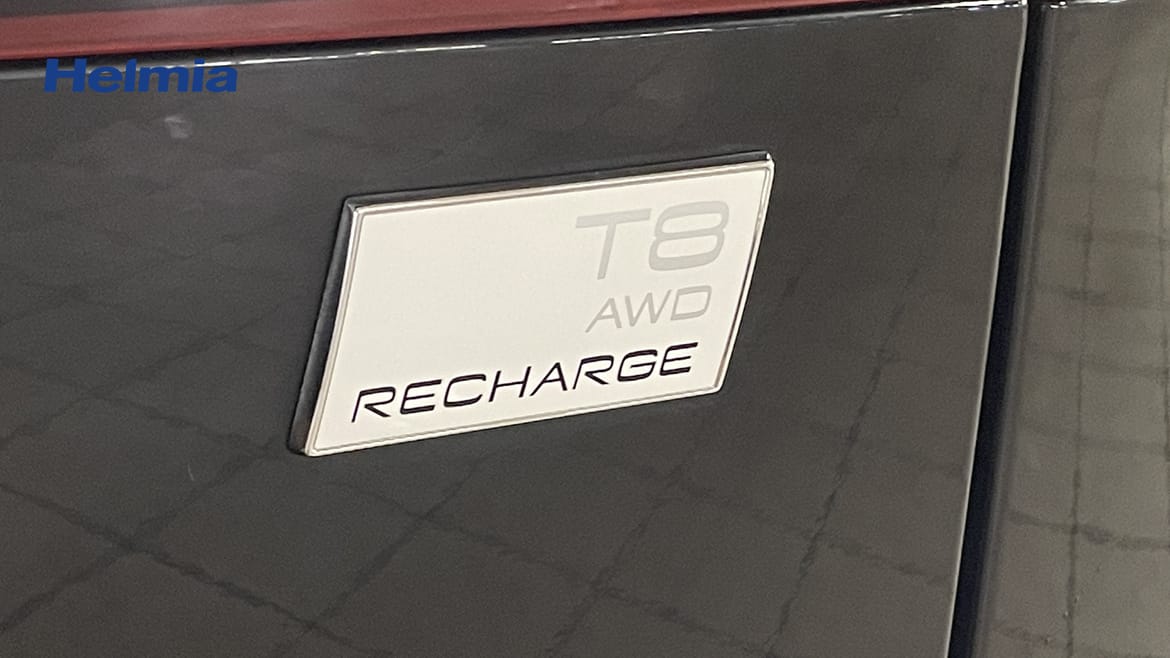 Helmia
T8
AWD
RECHARGE